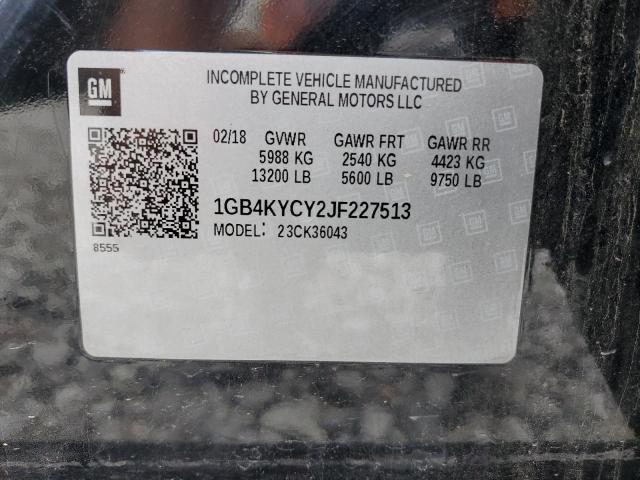 GM
INCOMPLETE VEHICLE MANUFACTURED
BY GENERAL MOTORS LLC
02/18 GVWR GAWR FRT GAWR RR
5988 KG 2540 KG 4423 KG
13200 LB 5600 LB 9750 LB
1GB4KYCY2JF227513
MODEL: 23CK36043
8555